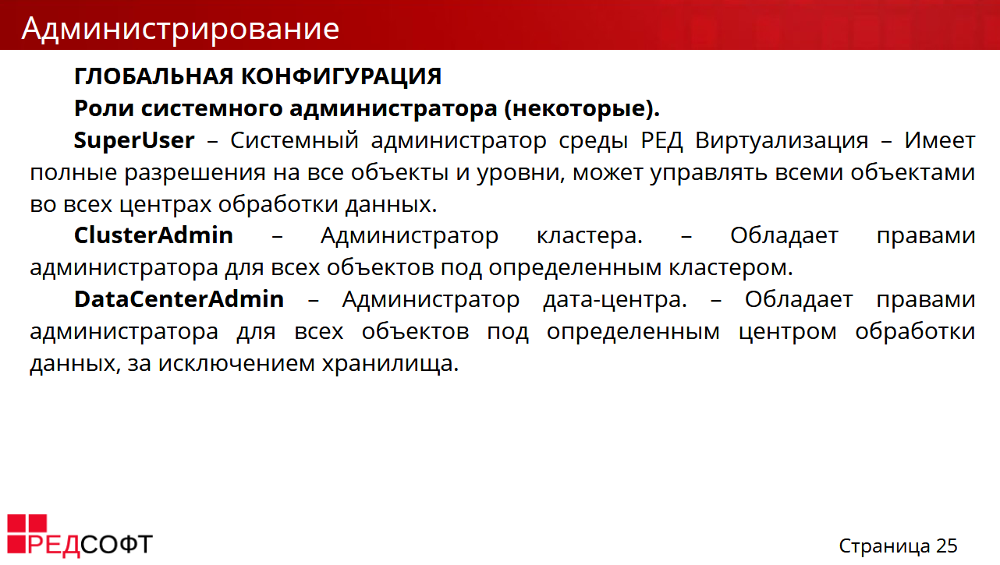 Администрирование
ГЛОБАЛЬНАЯ КОНФИГУРАЦИЯ
Роли системного администратора (некоторые).
SuperUser – Системный администратор среды РЕД Виртуализация – Имеет
полные разрешения на все объекты и уровни, может управлять всеми объектами
во всех центрах обработки данных.
ClusterAdmin – Администратор кластера. – Обладает правами
администратора для всех объектов под определенным кластером.
DataCenterAdmin – Администратор дата-центра. – Обладает правами
администратора для всех объектов под определенным центром обработки
данных, за исключением хранилища.
РЕДСОФТ
Страница 25